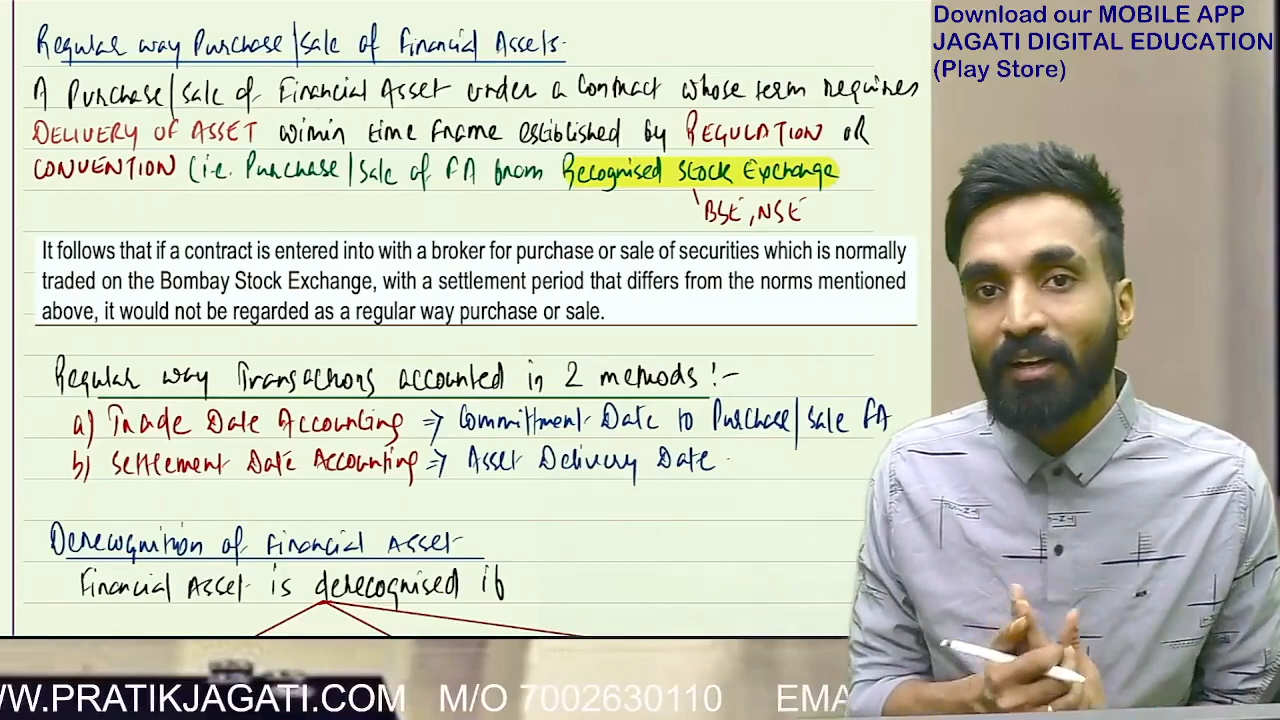 Download our MOBILE APP
JAGATI DIGITAL EDUCATION
(Play Store)
Regular way Purchase/sale of Financial Assets.
A Purchase/sale of Financial Asset under a Contract whose term requires
DELIVERY OF ASSET within time frame established by REGULATION OR
CONVENTION (i.e. Purchase/Sale of FA from Recognised Stock Exchange
BSE, NSE
It follows that if a contract is entered into with a broker for purchase or sale of securities which is normally
traded on the Bombay Stock Exchange, with a settlement period that differs from the norms mentioned
above, it would not be regarded as a regular way purchase or sale.
Regular way Transactions accounted in 2 methods :-
a) Trade Date Accounting => Committment Date to Purchase/Sale FA
b) Settlement Date Accounting => Asset Delivery Date
Derecognition of Financial Asset
Financial Asset is derecognised if
WW.PRATIKJAGATI.COM M/O 7002630110 EMA